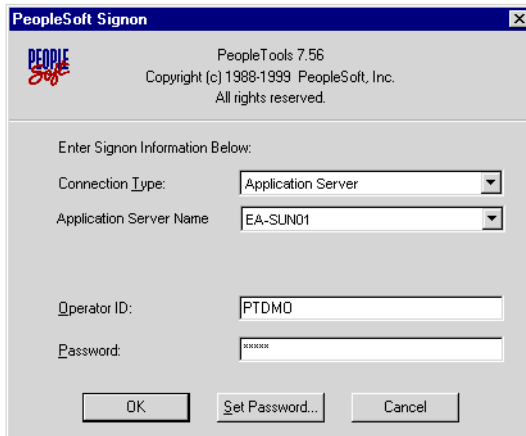 PeopleSoft Signon
PEOPLE
Soft
PeopleTools 7.56
Copyright (c) 1988-1999 PeopleSoft, Inc.
All rights reserved.
Enter Signon Information Below:
Connection Type: Application Server
Application Server Name EA-SUN01
Operator ID: PTDMO
Password: *****
OK Set Password... Cancel